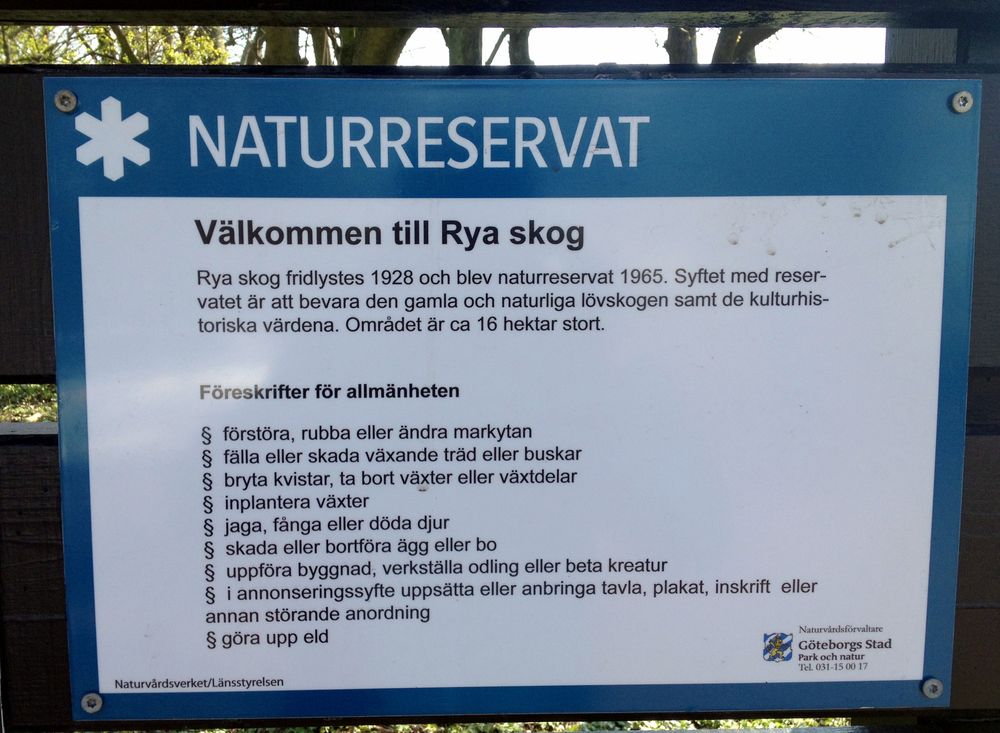 NATURRESERVAT
Välkommen till Rya skog
Rya skog fridlystes 1928 och blev naturreservat 1965. Syftet med reser-
vatet är att bevara den gamla och naturliga lövskogen samt de kulturhis-
toriska värdena. Området är ca 16 hektar stort.
Föreskrifter för allmänheten
§ förstöra, rubba eller ändra markytan
§ fälla eller skada växande träd eller buskar
§ bryta kvistar, ta bort växter eller växtdelar
§ inplantera växter
§ jaga, fånga eller döda djur
§ skada eller bortföra ägg eller bo
§ uppföra byggnad, verkställa odling eller beta kreatur
§ i annonseringssyfte uppsätta eller anbringa tavla, plakat, inskrift eller
annan störande anordning
§ göra upp eld
Naturvårdsförvaltare
Göteborgs Stad
Park och natur
Tel. 031-15 00 17
Naturvårdsverket/Länsstyrelsen